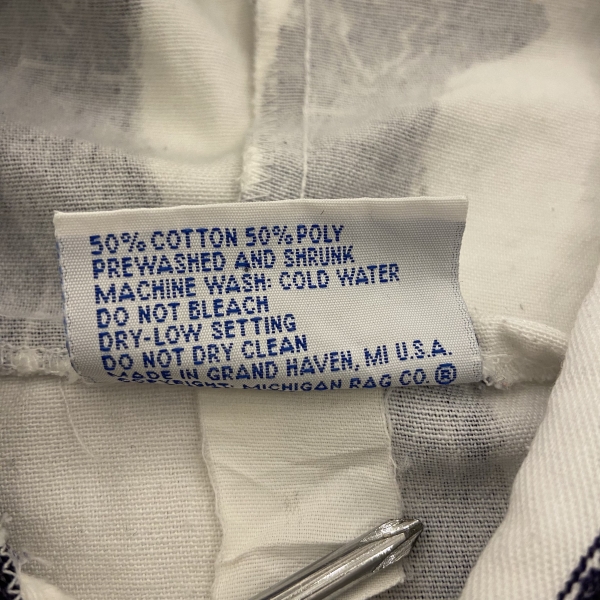 50% COTTON 50% POLY
PREWASHED AND SHRUNK
MACHINE WASH: COLD WATER
DO NOT BLEACH
DRY-LOW SETTING
DO NOT DRY CLEAN
MADE IN GRAND HAVEN, MI U.S.A.
COPYRIGHT: MICHIGAN RAG CO. ®